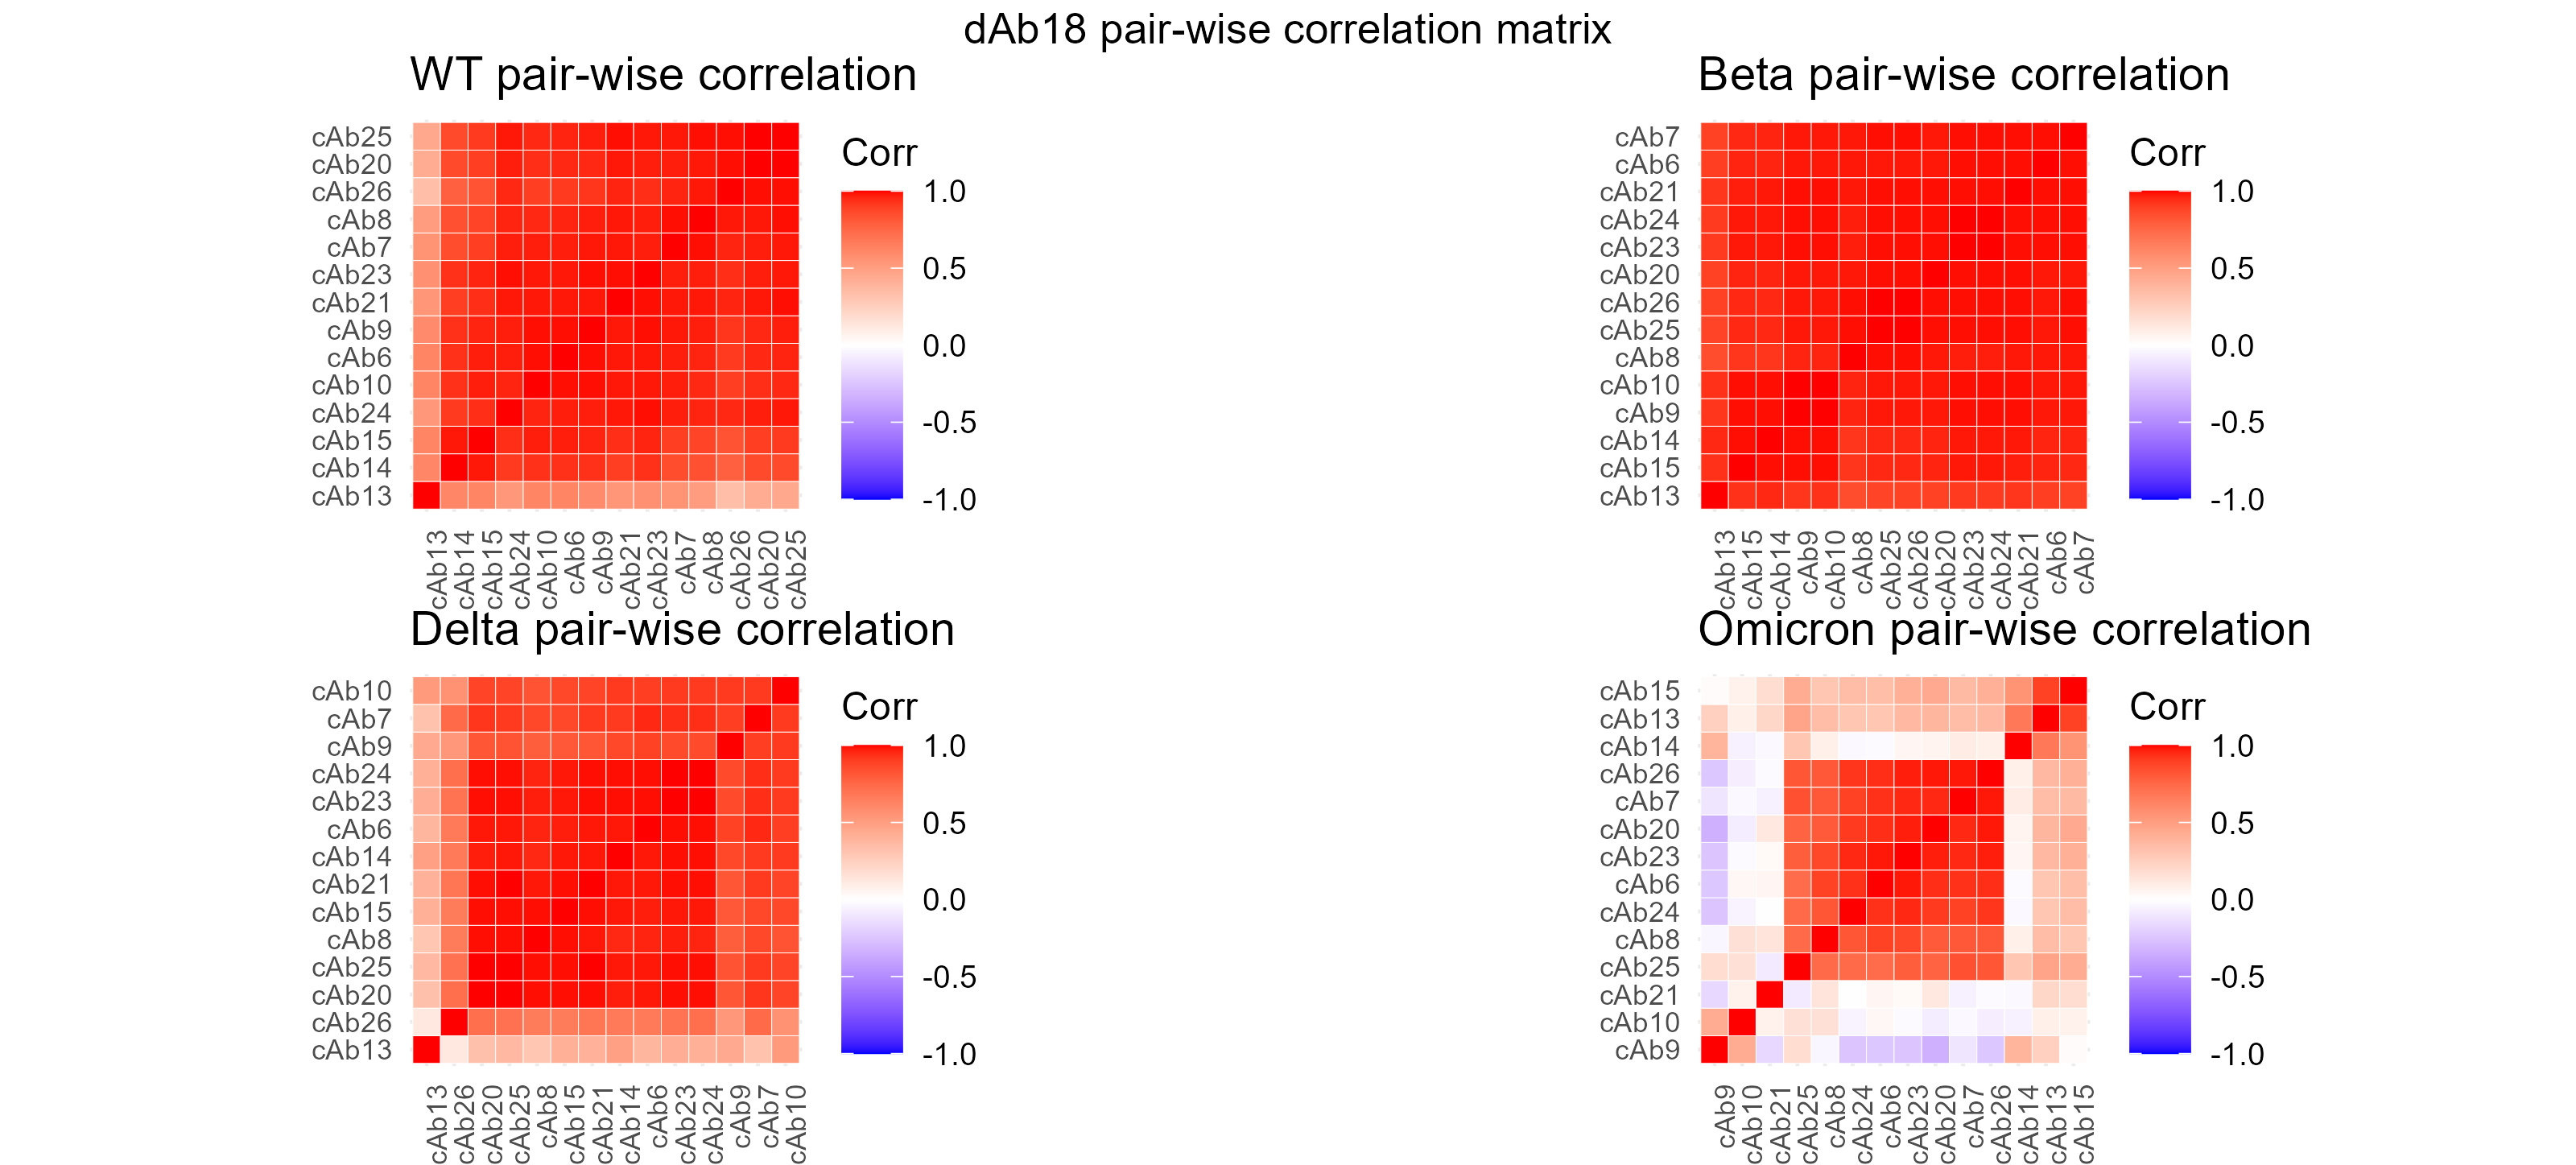 dAb18 pair-wise correlation matrix
WT pair-wise correlation
cAb25
cAb20
cAb26
cAb8
cAb7
cAb23
cAb21
cAb9
cAb6
cAb10
cAb24
cAb15
cAb14
cAb13
cAb13 cAb14 cAb15 cAb24 cAb10 cAb6 cAb9 cAb21 cAb23 cAb7 cAb8 cAb26 cAb20 cAb25
Corr
1.0
0.5
0.0
-0.5
-1.0
Beta pair-wise correlation
cAb7
cAb6
cAb21
cAb24
cAb23
cAb20
cAb26
cAb25
cAb8
cAb10
cAb9
cAb14
cAb15
cAb13
cAb13 cAb15 cAb14 cAb9 cAb10 cAb8 cAb25 cAb26 cAb20 cAb23 cAb24 cAb21 cAb6 cAb7
Corr
1.0
0.5
0.0
-0.5
-1.0
Delta pair-wise correlation
cAb10
cAb7
cAb9
cAb24
cAb23
cAb6
cAb14
cAb21
cAb15
cAb8
cAb25
cAb20
cAb26
cAb13
cAb13 cAb26 cAb20 cAb25 cAb8 cAb15 cAb21 cAb14 cAb6 cAb23 cAb24 cAb9 cAb7 cAb10
Corr
1.0
0.5
0.0
-0.5
-1.0
Omicron pair-wise correlation
cAb15
cAb13
cAb14
cAb26
cAb7
cAb20
cAb23
cAb6
cAb24
cAb8
cAb25
cAb21
cAb10
cAb9
cAb9 cAb10 cAb21 cAb25 cAb8 cAb24 cAb6 cAb23 cAb20 cAb7 cAb26 cAb14 cAb13 cAb15
Corr
1.0
0.5
0.0
-0.5
-1.0